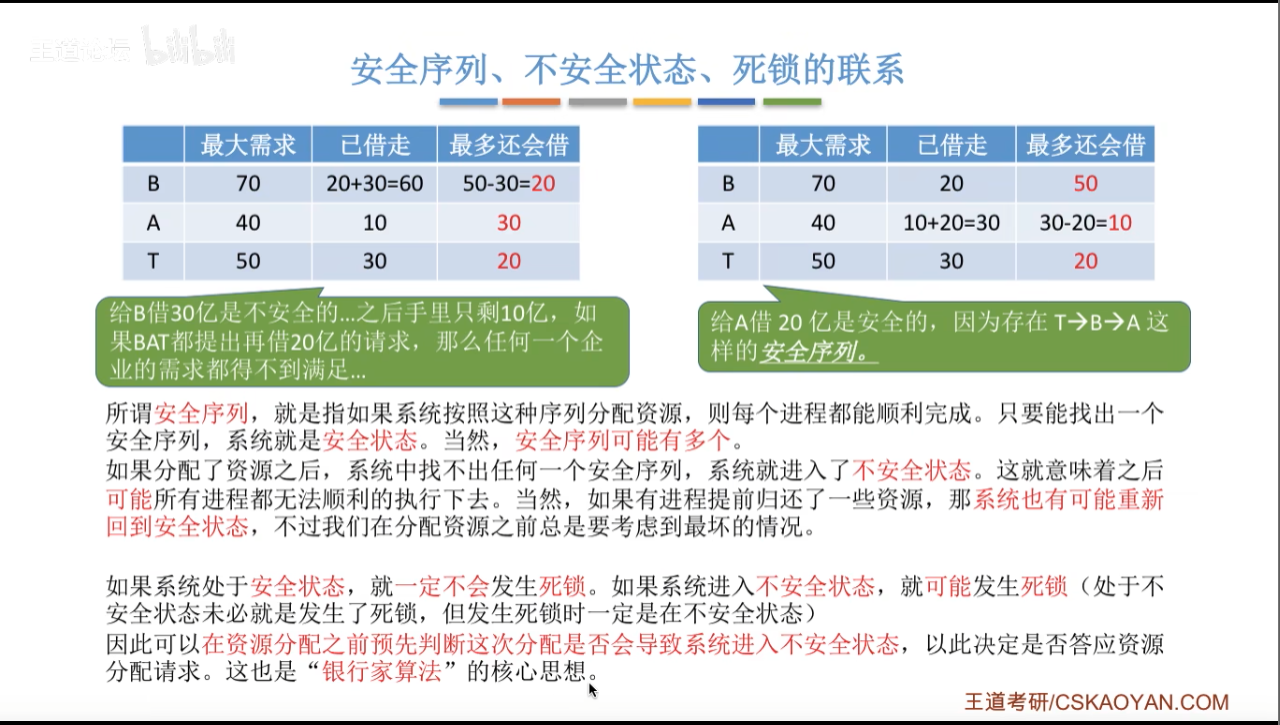 王道论坛 bilibili
安全序列、不安全状态、死锁的联系
最大需求 已借走 最多还会借
B 70 20+30=60 50-30=20
A 40 10 30
T 50 30 20
给B借30亿是不安全的...之后手里只剩10亿，如
果BAT都提出再借20亿的请求，那么任何一个企
业的需求都得不到满足...
最大需求 已借走 最多还会借
B 70 20 50
A 40 10+20=30 30-20=10
T 50 30 20
给A借 20 亿是安全的，因为存在 T→B→A 这
样的安全序列。
所谓安全序列，就是指如果系统按照这种序列分配资源，则每个进程都能顺利完成。只要能找出一个
安全序列，系统就是安全状态。当然，安全序列可能有多个。
如果分配了资源之后，系统中找不出任何一个安全序列，系统就进入了不安全状态。这就意味着之后
可能所有进程都无法顺利的执行下去。当然，如果有进程提前归还了一些资源，那系统也有可能重新
回到安全状态，不过我们在分配资源之前总是要考虑到最坏的情况。
如果系统处于安全状态，就一定不会发生死锁。如果系统进入不安全状态，就可能发生死锁（处于不
安全状态未必就是发生了死锁，但发生死锁时一定是在不安全状态）
因此可以在资源分配之前预先判断这次分配是否会导致系统进入不安全状态，以此决定是否答应资源
分配请求。这也是“银行家算法”的核心思想。
王道考研/CSKAOYAN.COM